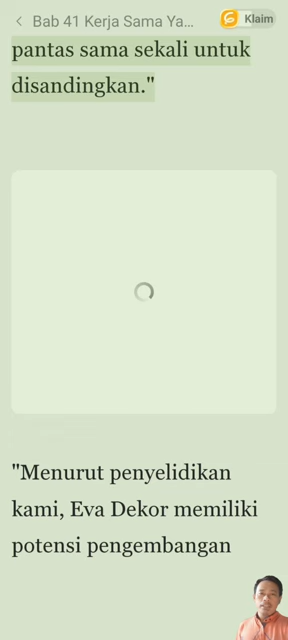 Bab 41 Kerja Sama Ya...
Klaim
pantas sama sekali untuk
disandingkan."
"Menurut penyelidikan
kami, Eva Dekor memiliki
potensi pengembangan